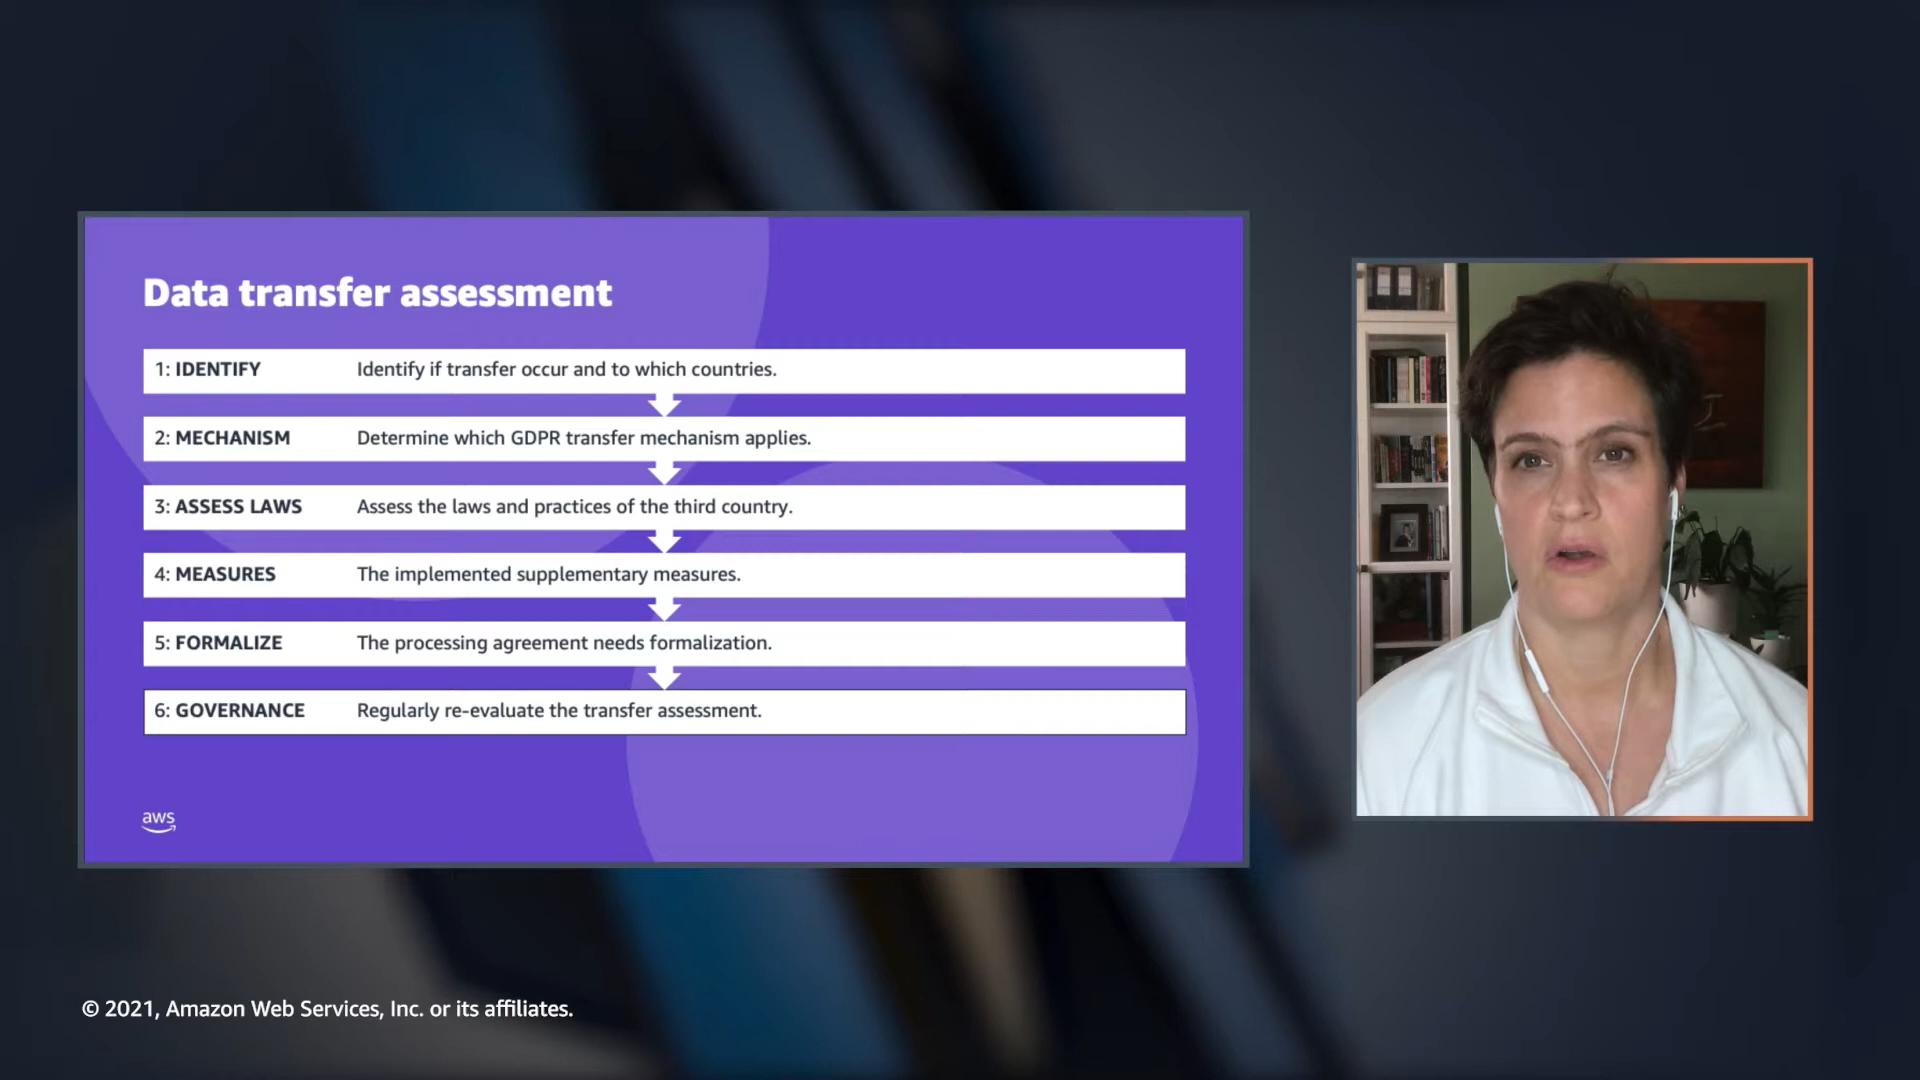 Data transfer assessment
1: IDENTIFY Identify if transfer occur and to which countries.
2: MECHANISM Determine which GDPR transfer mechanism applies.
3: ASSESS LAWS Assess the laws and practices of the third country.
4: MEASURES The implemented supplementary measures.
5: FORMALIZE The processing agreement needs formalization.
6: GOVERNANCE Regularly re-evaluate the transfer assessment.
aws
© 2021, Amazon Web Services, Inc. or its affiliates.